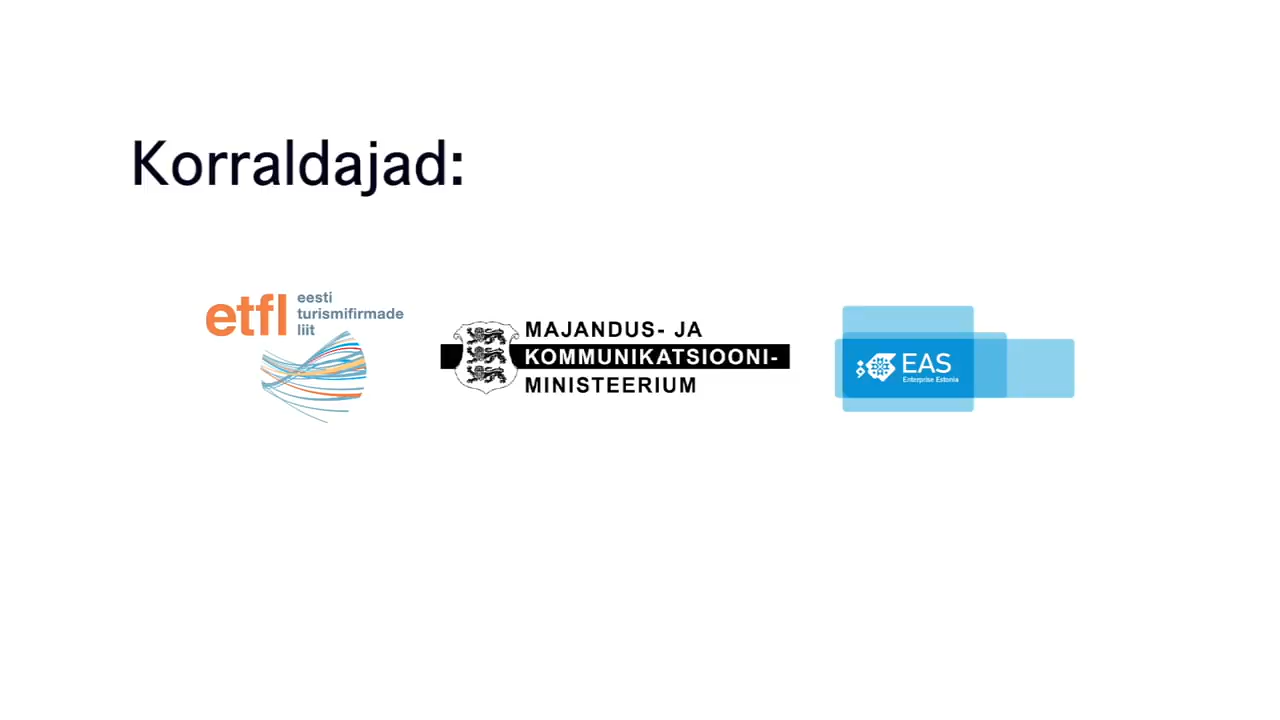 Korraldajad:
etfl
eesti
turismifirmade
liit
MAJANDUS- JA
KOMMUNIKATSIOONI-
MINISTEERIUM
EAS
Enterprise Estonia